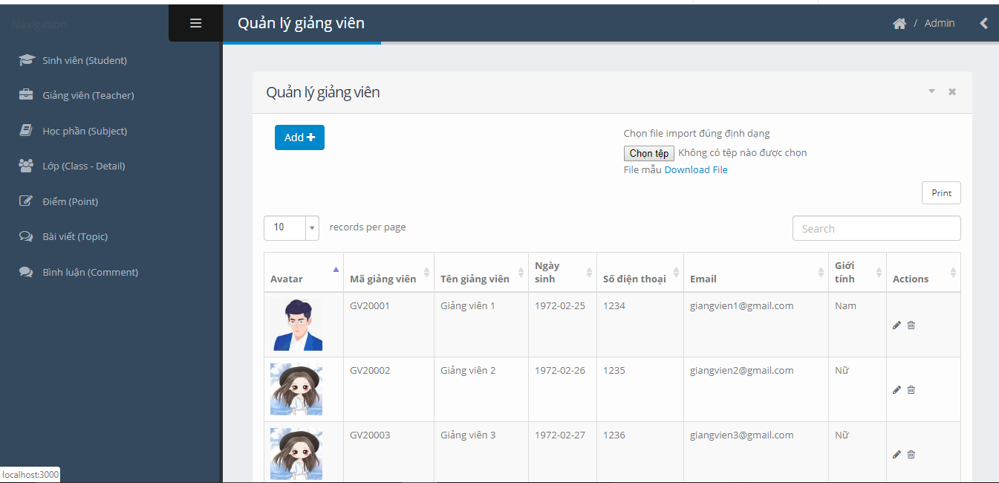 Navigation
Quản lý giảng viên
/ Admin
Sinh viên (Student)
Giảng viên (Teacher)
Học phần (Subject)
Lớp (Class - Detail)
Điểm (Point)
Bài viết (Topic)
Bình luận (Comment)
Quản lý giảng viên
Add
Chọn file import đúng định dạng
Chọn tệp Không có tệp nào được chọn
File mẫu Download File
Print
10 records per page
Search
Avatar Mã giảng viên Tên giảng viên Ngày sinh Số điện thoại Email Giới tính Actions
GV20001 Giảng viên 1 1972-02-25 1234 giangvien1@gmail.com Nam
GV20002 Giảng viên 2 1972-02-26 1235 giangvien2@gmail.com Nữ
GV20003 Giảng viên 3 1972-02-27 1236 giangvien3@gmail.com Nữ
localhost:3000